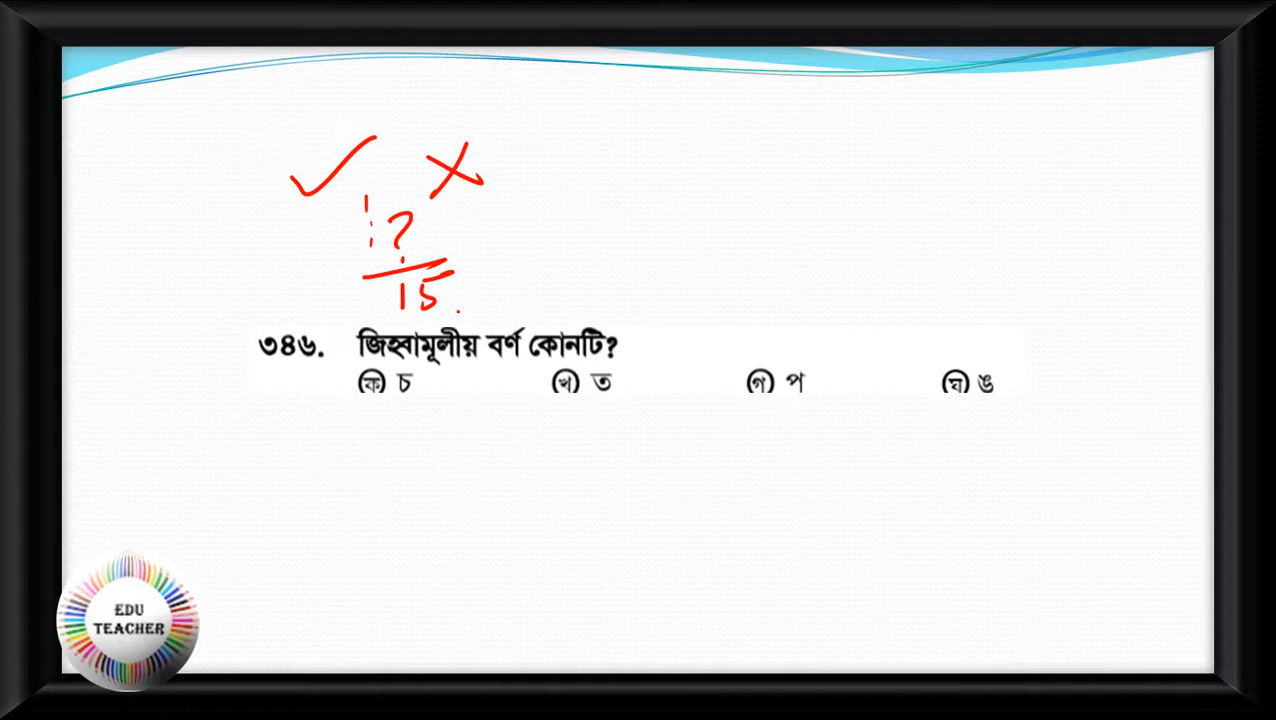 ?
15
৩৪৬. জিহ্বামূলীয় বর্ণ কোনটি?
ক চ খ ত গ প ঘ ঙ
EDU
TEACHER